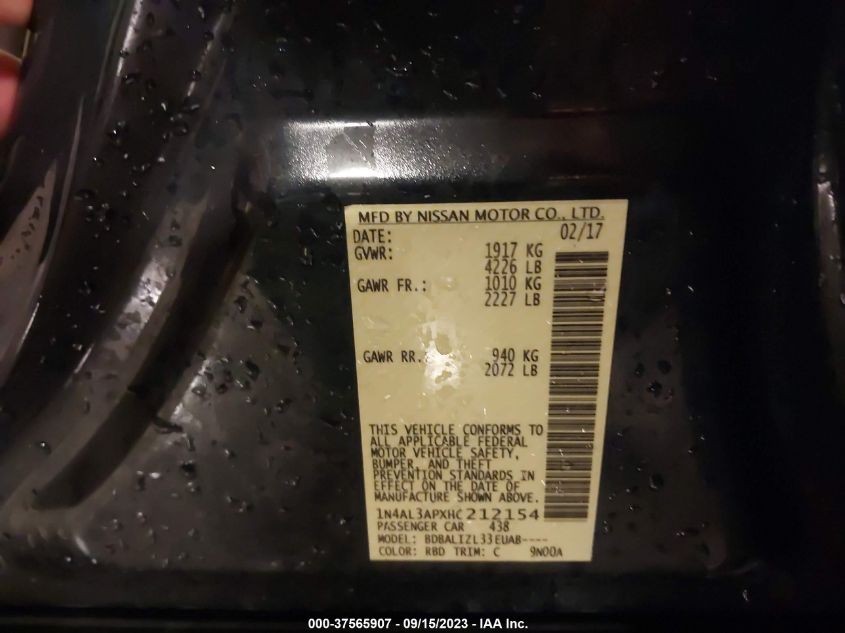 MFD BY NISSAN MOTOR CO., LTD.
DATE: 02/17
GVWR: 1917 KG
4226 LB
GAWR FR.: 1010 KG
2227 LB
GAWR RR.: 940 KG
2072 LB
THIS VEHICLE CONFORMS TO
ALL APPLICABLE FEDERAL
MOTOR VEHICLE SAFETY,
BUMPER, AND THEFT
PREVENTION STANDARDS IN
EFFECT ON THE DATE OF
MANUFACTURE SHOWN ABOVE.
1N4AL3APXHC212154
PASSENGER CAR 438
MODEL: BDBALIZL33EUAB----
COLOR: RBD TRIM: C 9N00A
000-37565907 - 09/15/2023 - IAA Inc.